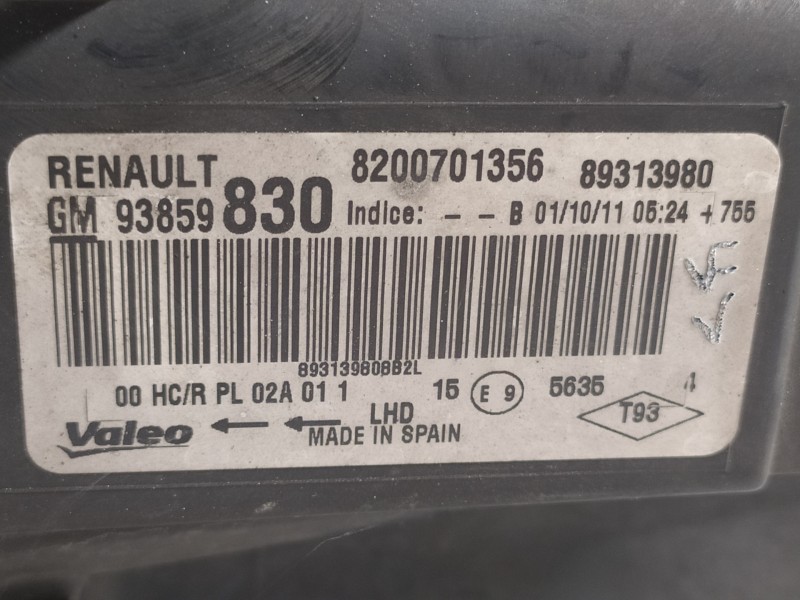 RENAULT 8200701356 89313980
GM 93859 830 Indice: - - B 01/10/11 05:24 + 755
89313980BB2L
00 HC/R PL 02A 01 1 15 E 9 5635 4
Valeo LHD T93
MADE IN SPAIN